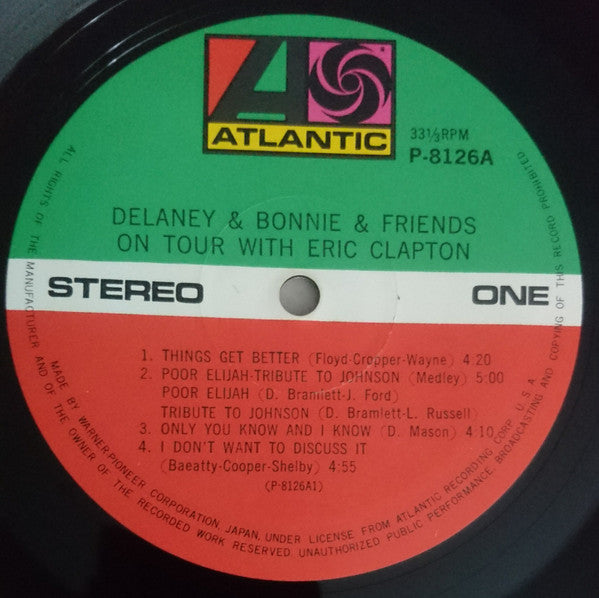 ATLANTIC
33⅓RPM
P-8126A
DELANEY & BONNIE & FRIENDS
ON TOUR WITH ERIC CLAPTON
STEREO
ONE
1. THINGS GET BETTER (Floyd-Cropper-Wayne) 4:20
2. POOR ELIJAH-TRIBUTE TO JOHNSON (Medley) 5:00
POOR ELIJAH (D. Brannett-J. Ford)
TRIBUTE TO JOHNSON (D. Bramlett-L. Russell)
3. ONLY YOU KNOW AND I KNOW (D. Mason) 4:10
4. I DON'T WANT TO DISCUSS IT
(Baeatty-Cooper-Shelby) 4:55
(P-8126A1)
ALL RIGHTS OF THE MANUFACTURER AND OF THE OWNER OF THE RECORDED WORK RESERVED. UNAUTHORIZED PUBLIC PERFORMANCE, BROADCASTING AND COPYING OF THIS RECORD PROHIBITED
MADE BY WARNER-PIONEER CORPORATION, JAPAN, UNDER LICENSE FROM ATLANTIC RECORDING CORP. U.S.A.